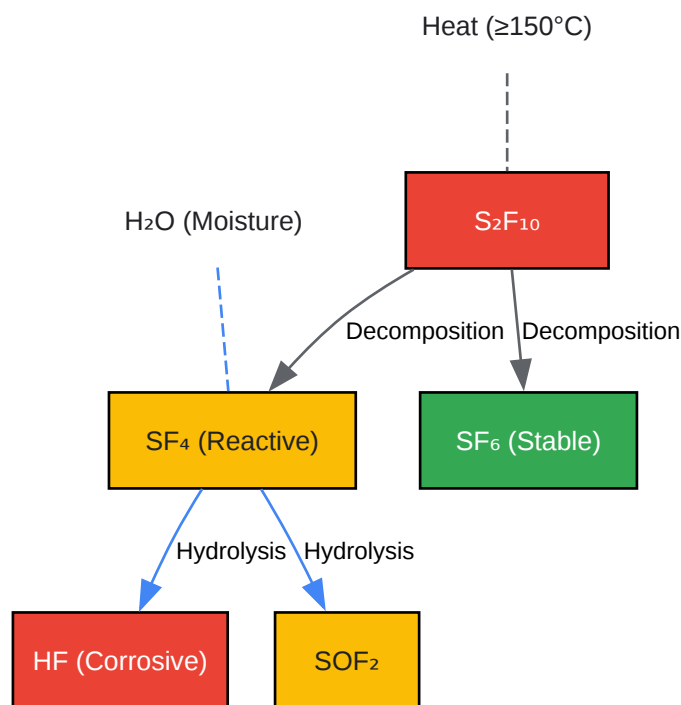 Heat (≥150°C)
S₂F₁₀
H₂O (Moisture)
Decomposition
Decomposition
SF₄ (Reactive)
SF₆ (Stable)
Hydrolysis
Hydrolysis
HF (Corrosive)
SOF₂